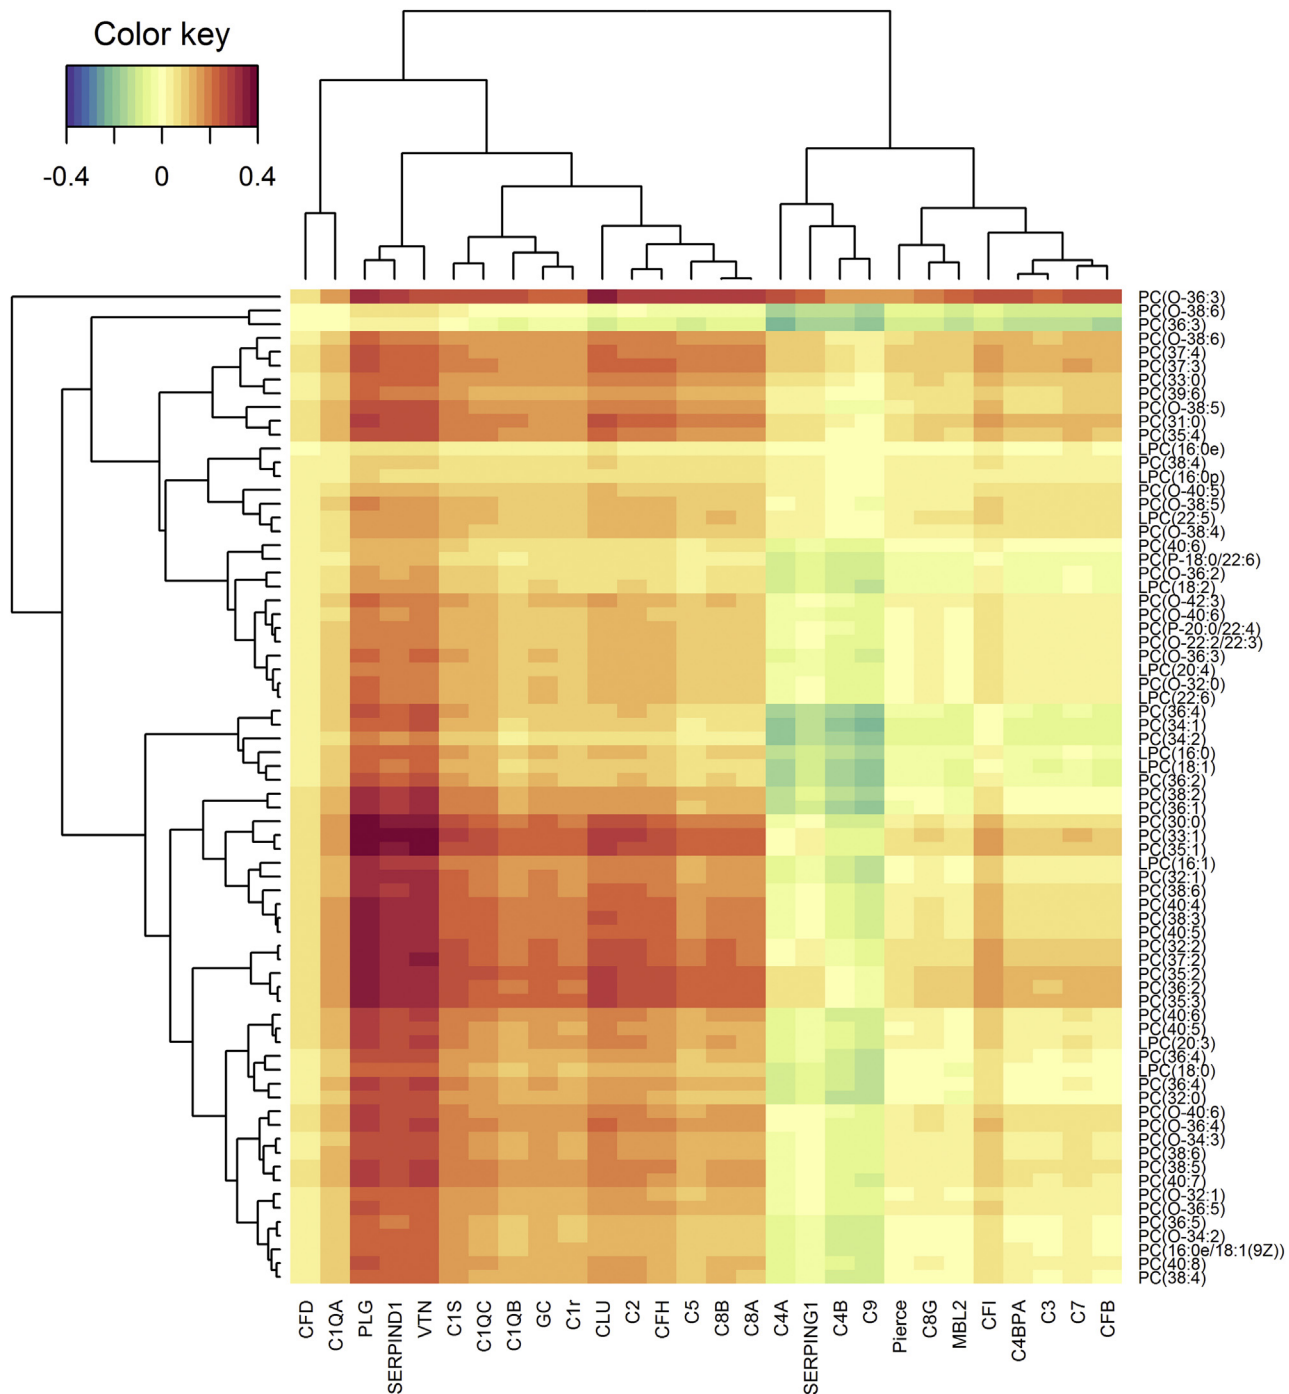 Color key
-0.4 0 0.4
PC(O-36:3)
PC(O-38:6)
PC(36:3)
PC(O-38:6)
PC(37:4)
PC(37:3)
PC(33:0)
PC(39:6)
PC(O-38:5)
PC(31:0)
PC(35:4)
LPC(16:0e)
PC(38:4)
LPC(16:0p)
PC(O-40:5)
PC(O-38:5)
LPC(22:5)
PC(O-38:4)
PC(40:6)
PC(P-18:0/22:6)
PC(O-36:2)
LPC(18:2)
PC(O-42:3)
PC(O-40:6)
PC(P-20:0/22:4)
PC(O-22:2/22:3)
PC(O-36:3)
LPC(20:4)
PC(O-32:0)
LPC(22:6)
PC(36:4)
PC(34:1)
PC(34:2)
LPC(16:0)
LPC(18:1)
PC(36:2)
PC(38:2)
PC(36:1)
PC(30:0)
PC(33:1)
PC(35:1)
LPC(16:1)
PC(32:1)
PC(38:6)
PC(40:4)
PC(38:3)
PC(40:5)
PC(32:2)
PC(37:2)
PC(35:2)
PC(36:2)
PC(35:3)
PC(40:6)
PC(40:5)
LPC(20:3)
PC(36:4)
LPC(18:0)
PC(36:4)
PC(32:0)
PC(O-40:6)
PC(O-36:4)
PC(O-34:3)
PC(38:6)
PC(38:5)
PC(40:7)
PC(O-32:1)
PC(O-36:5)
PC(36:5)
PC(O-34:2)
PC(16:0e/18:1(9Z))
PC(40:8)
PC(38:4)
CFD
C1QA
PLG
SERPIND1
VTN
C1S
C1QC
C1QB
GC
C1r
CLU
C2
CFH
C5
C8B
C8A
C4A
SERPING1
C4B
C9
Pierce
C8G
MBL2
CFI
C4BPA
C3
C7
CFB